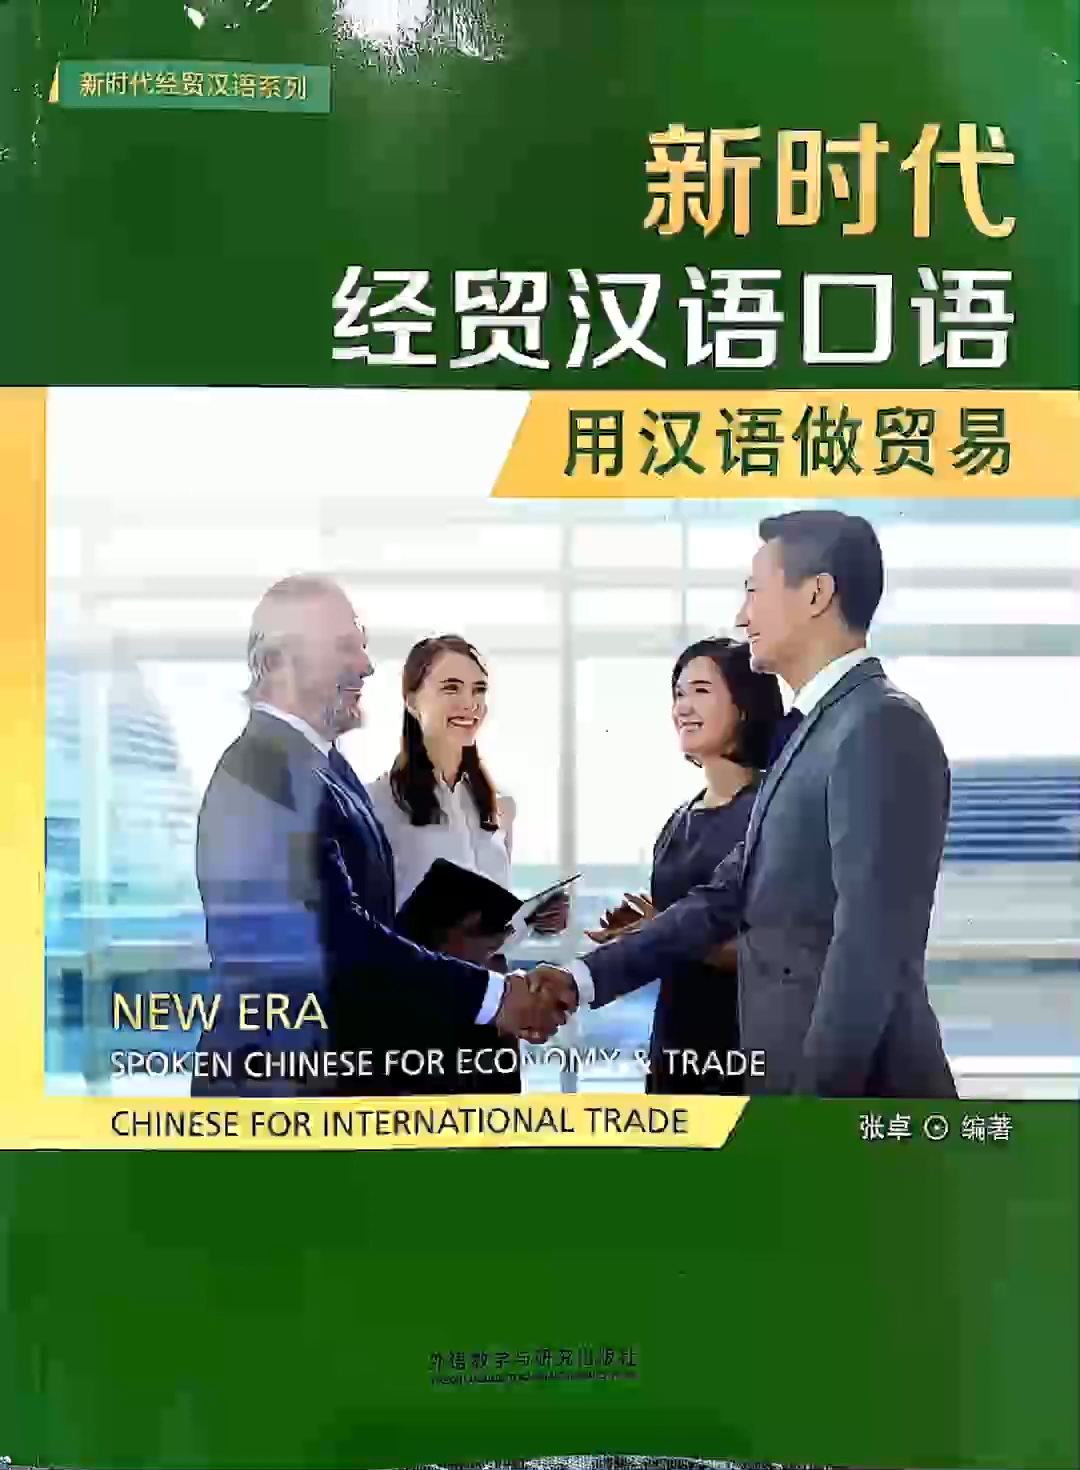 新时代经贸汉语系列
新时代
经贸汉语口语
用汉语做贸易
NEW ERA
SPOKEN CHINESE FOR ECONOMY & TRADE
CHINESE FOR INTERNATIONAL TRADE
张卓 编著
外语教学与研究出版社